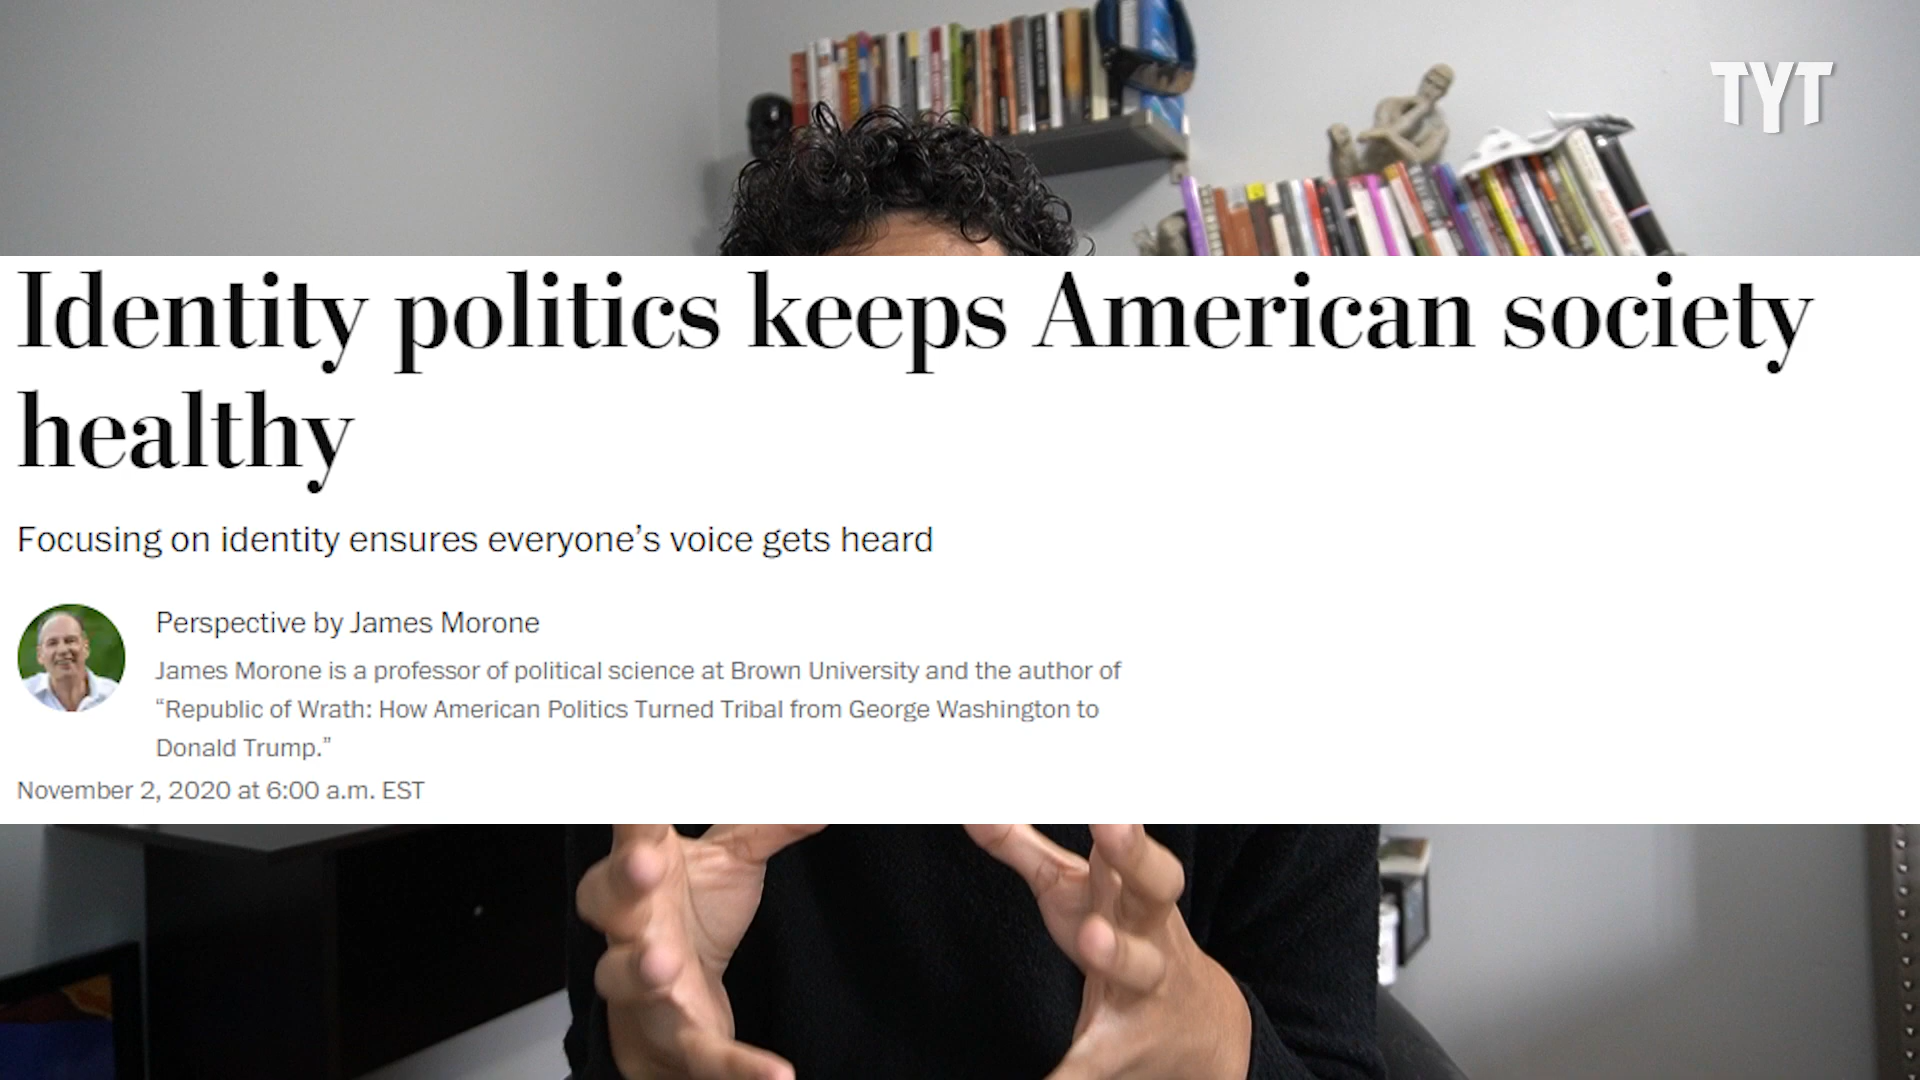 TYT
Identity politics keeps American society
healthy
Focusing on identity ensures everyone’s voice gets heard
Perspective by James Morone
James Morone is a professor of political science at Brown University and the author of
“Republic of Wrath: How American Politics Turned Tribal from George Washington to
Donald Trump.”
November 2, 2020 at 6:00 a.m. EST